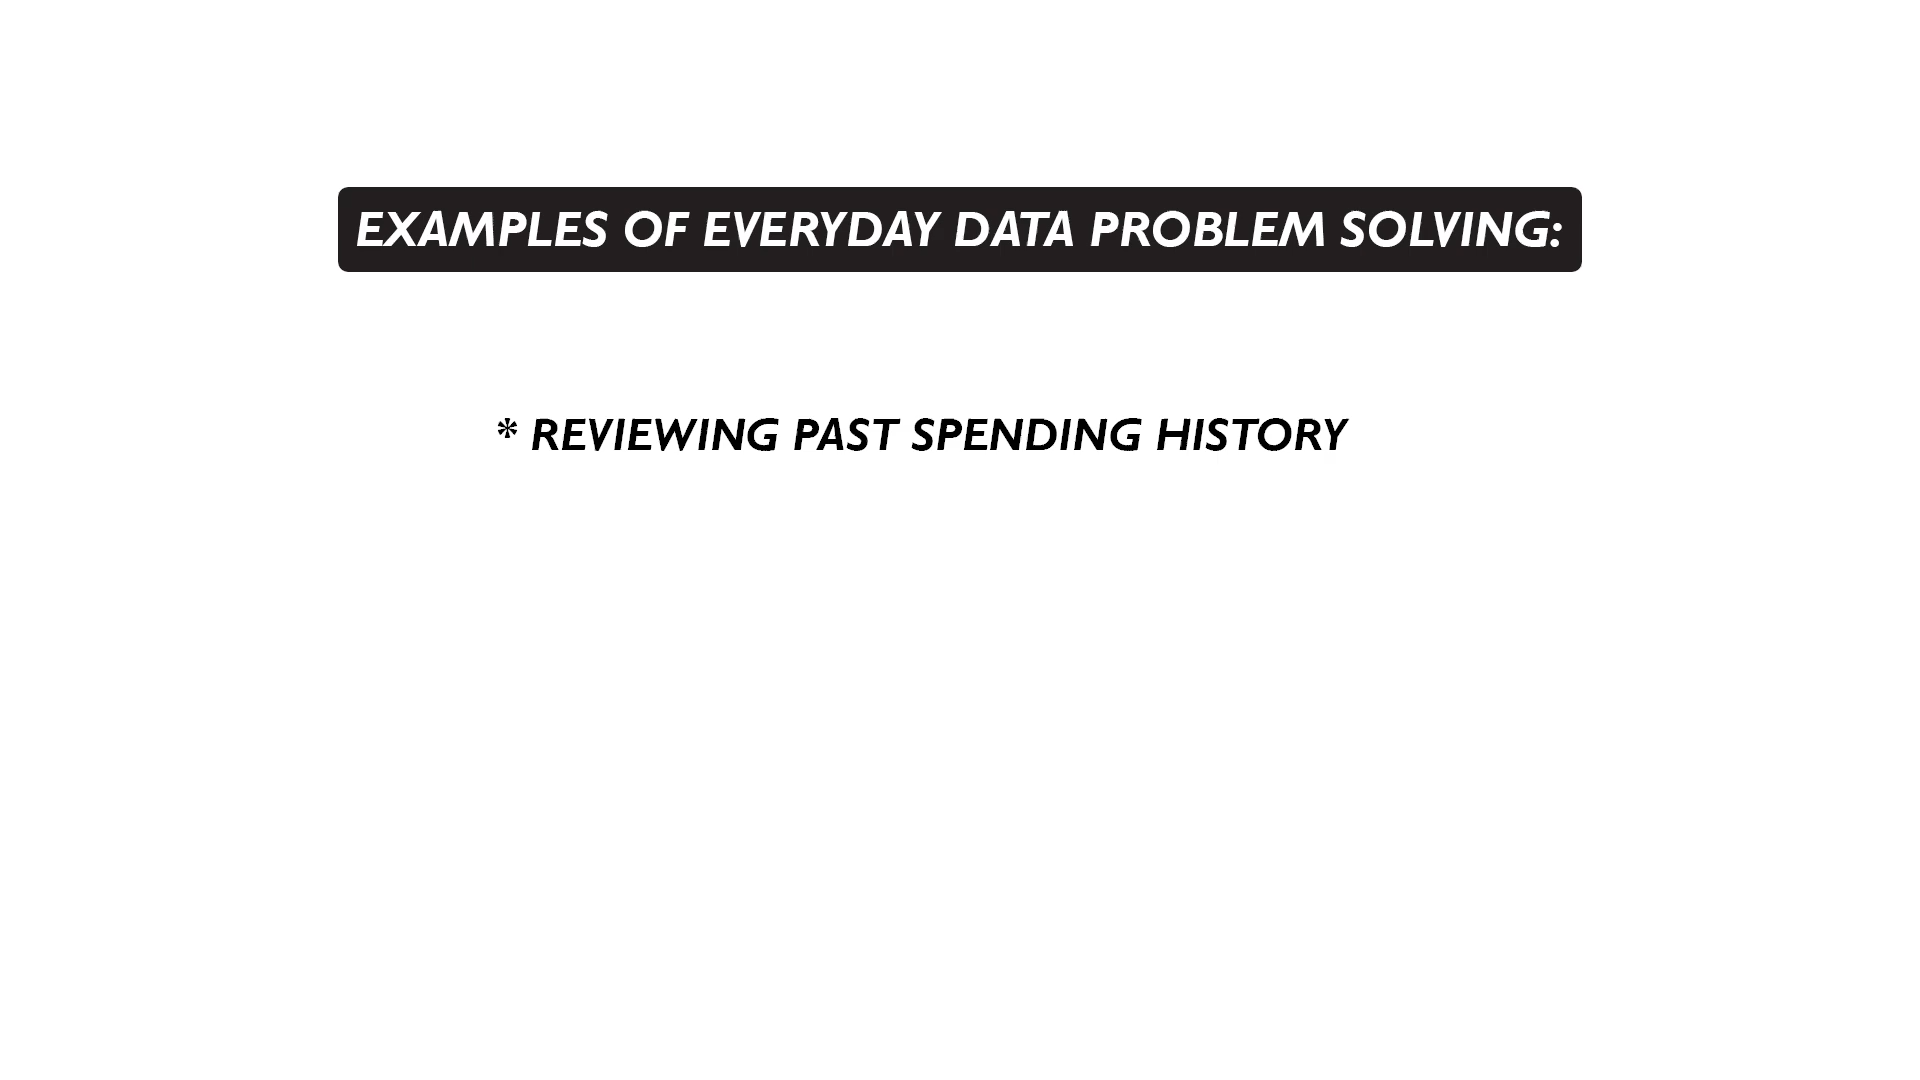 EXAMPLES OF EVERYDAY DATA PROBLEM SOLVING:
* REVIEWING PAST SPENDING HISTORY